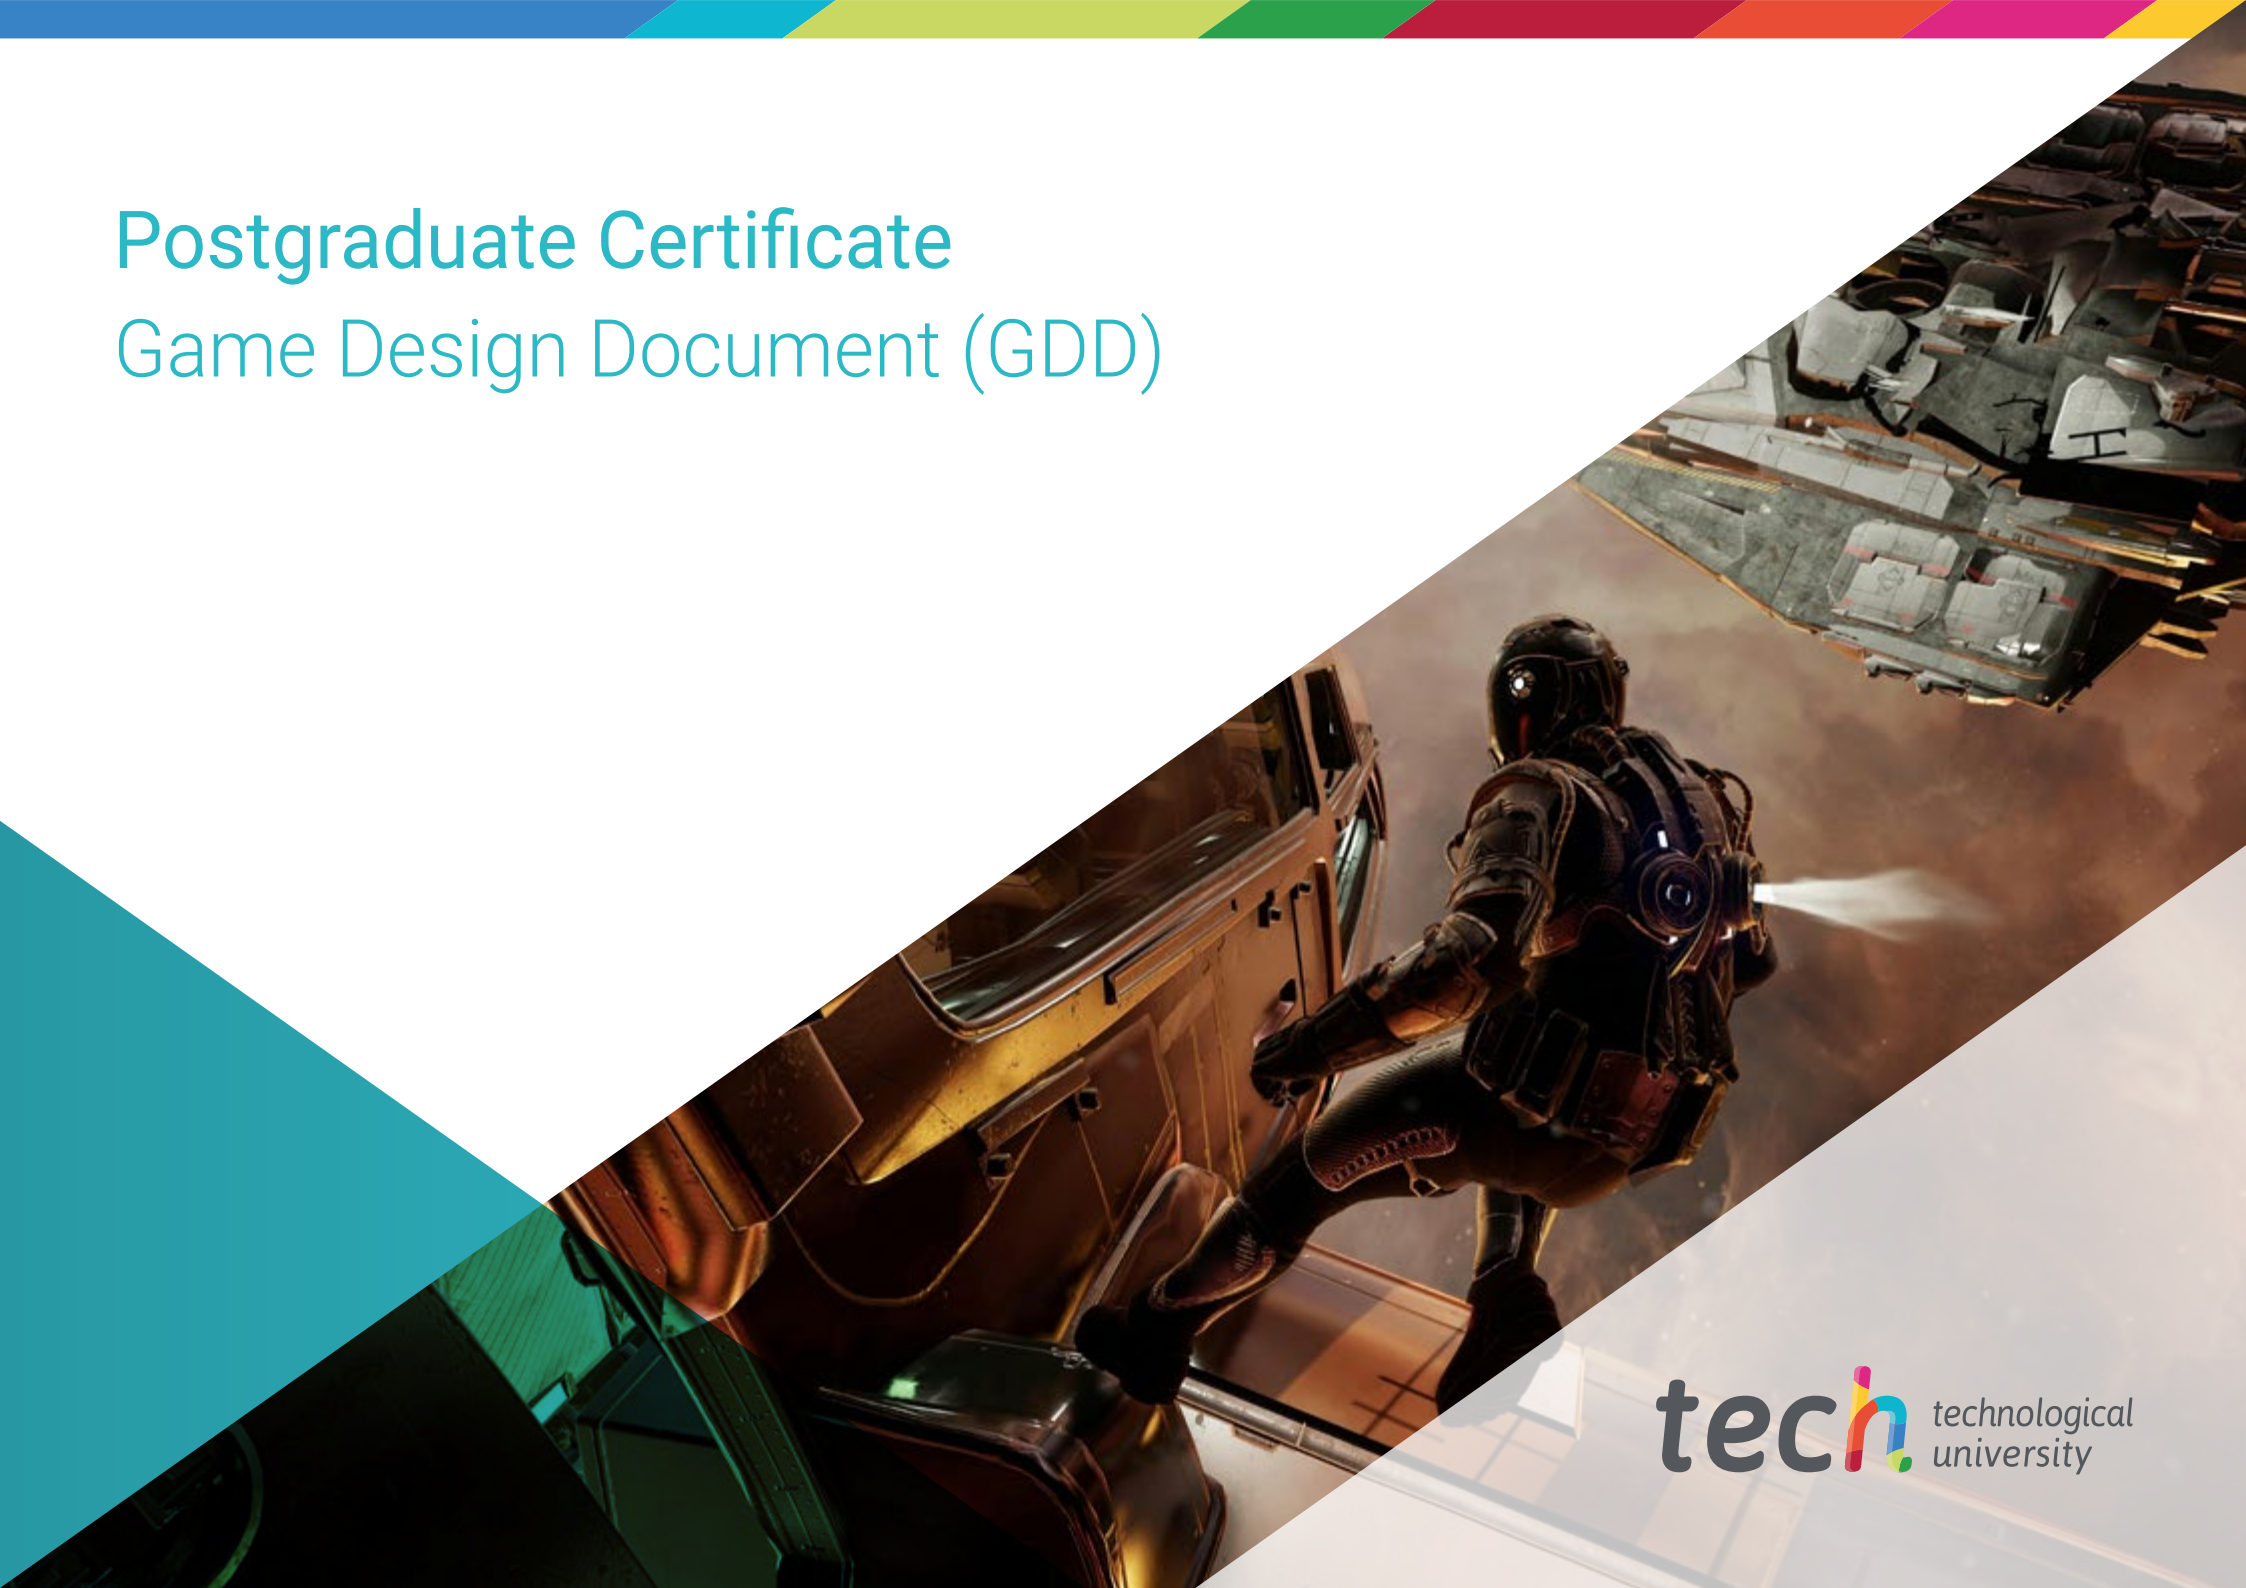 Postgraduate Certificate
Game Design Document (GDD)
tech technological
university